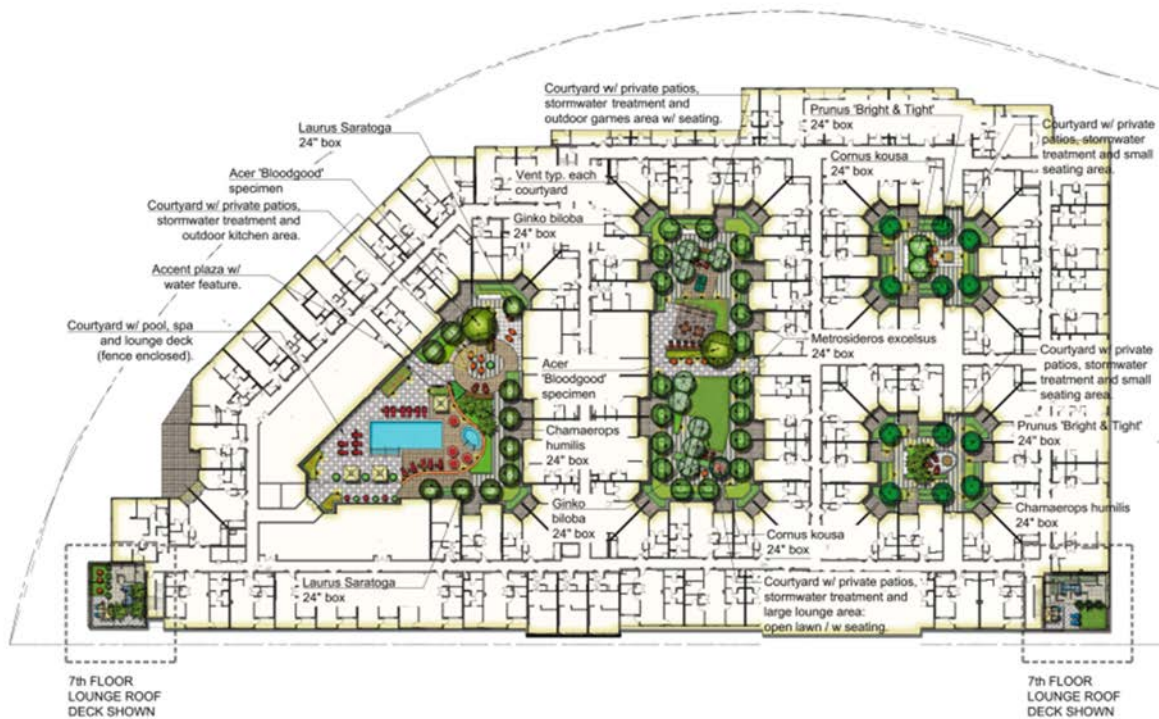 Courtyard w/ private patios,
stormwater treatment and
outdoor games area w/ seating.
Prunus 'Bright & Tight'
24" box
Courtyard w/ private
patios, stormwater
treatment and small
seating area.
Laurus Saratoga
24" box
Cornus kousa
24" box
Acer 'Bloodgood'
specimen
Vent typ. each
courtyard
Courtyard w/ private patios,
stormwater treatment and
outdoor kitchen area.
Ginko biloba
24" box
Accent plaza w/
water feature.
Courtyard w/ pool, spa
and lounge deck
(fence enclosed).
Metrosideros excelsus
24" box
Courtyard w/ private
patios, stormwater
treatment and small
seating area.
Acer
'Bloodgood'
specimen
Chamaerops
humilis
24" box
Prunus 'Bright & Tight'
24" box
Ginko
biloba
24" box
Cornus kousa
24" box
Chamaerops humilis
24" box
Laurus Saratoga
24" box
Courtyard w/ private patios,
stormwater treatment and
large lounge area:
open lawn / w seating.
7th FLOOR
LOUNGE ROOF
DECK SHOWN
7th FLOOR
LOUNGE ROOF
DECK SHOWN